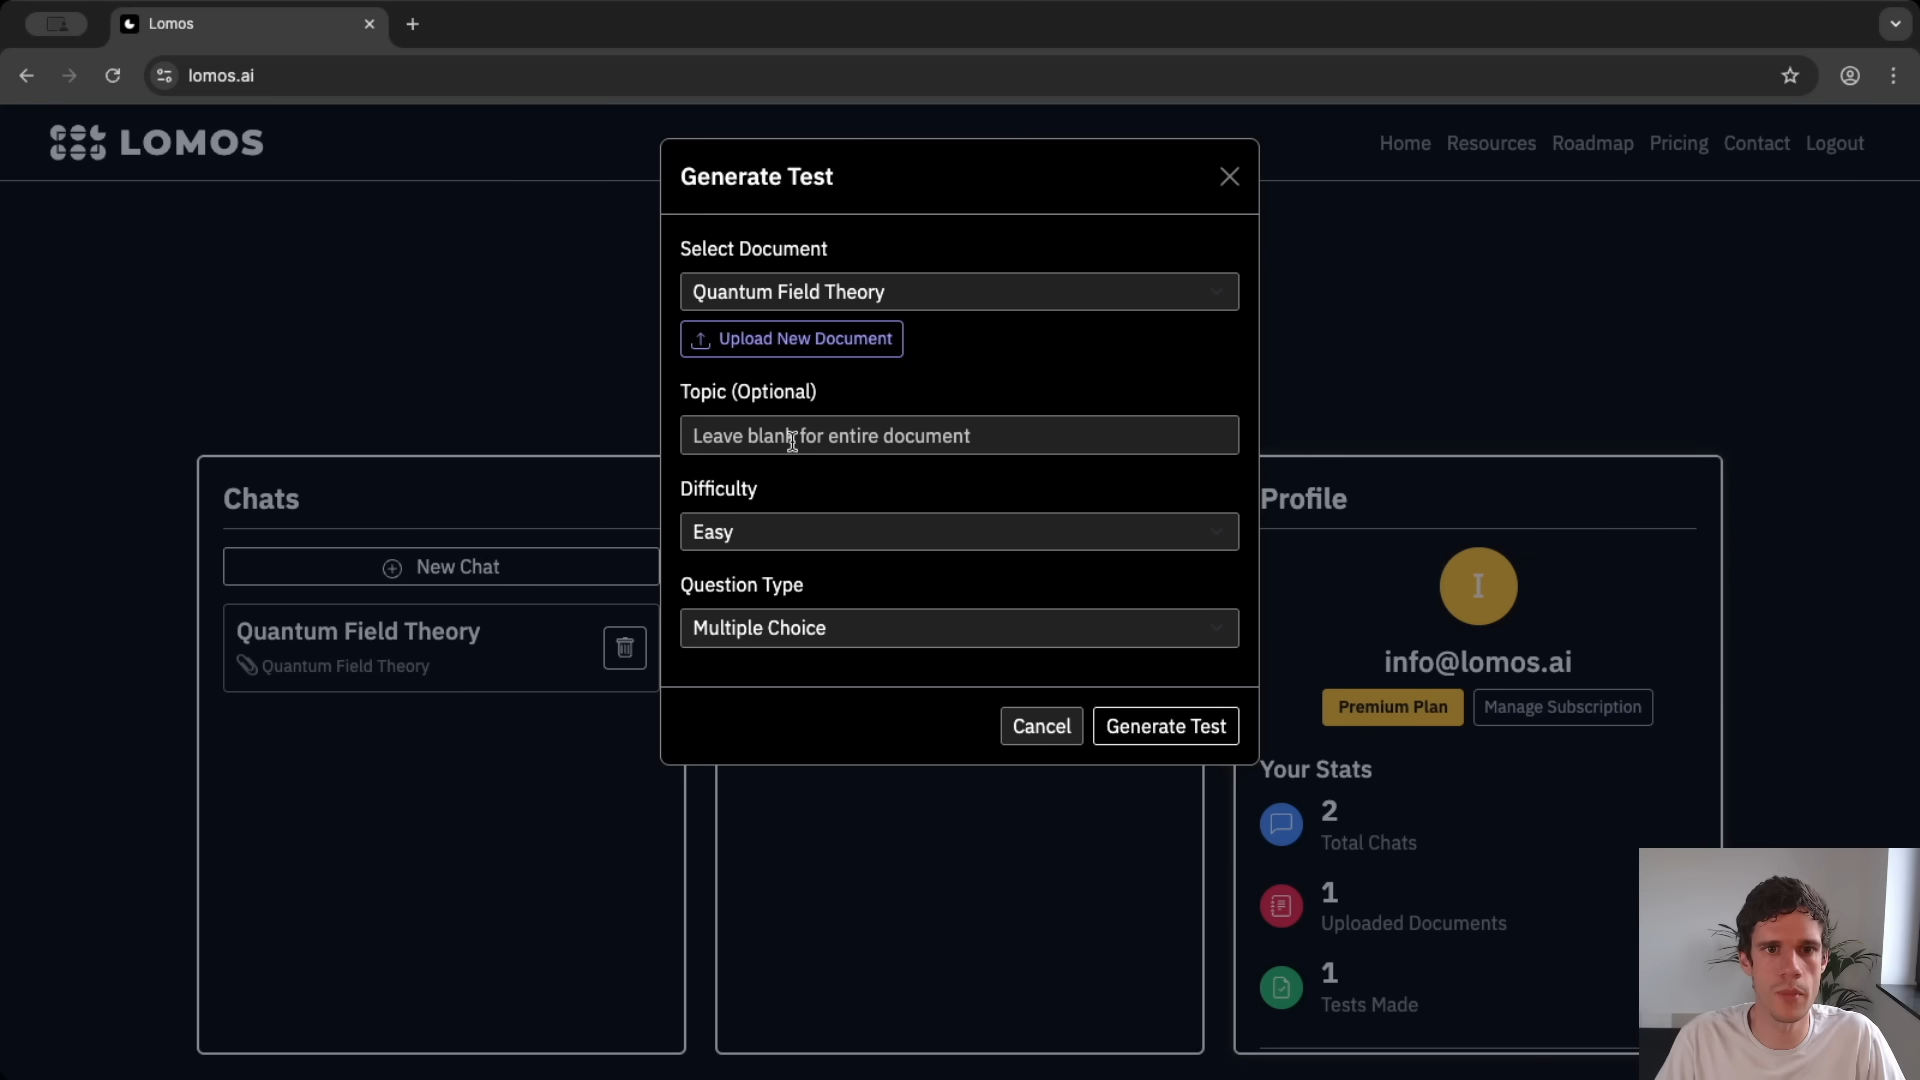 Lomos
lomos.ai
LOMOS
Home Resources Roadmap Pricing Contact Logout
Generate Test
Select Document
Quantum Field Theory
Upload New Document
Topic (Optional)
Leave blank for entire document
Difficulty
Easy
Question Type
Multiple Choice
Cancel
Generate Test
Chats
New Chat
Quantum Field Theory
Quantum Field Theory
Profile
I
info@lomos.ai
Premium Plan
Manage Subscription
Your Stats
2
Total Chats
1
Uploaded Documents
1
Tests Made